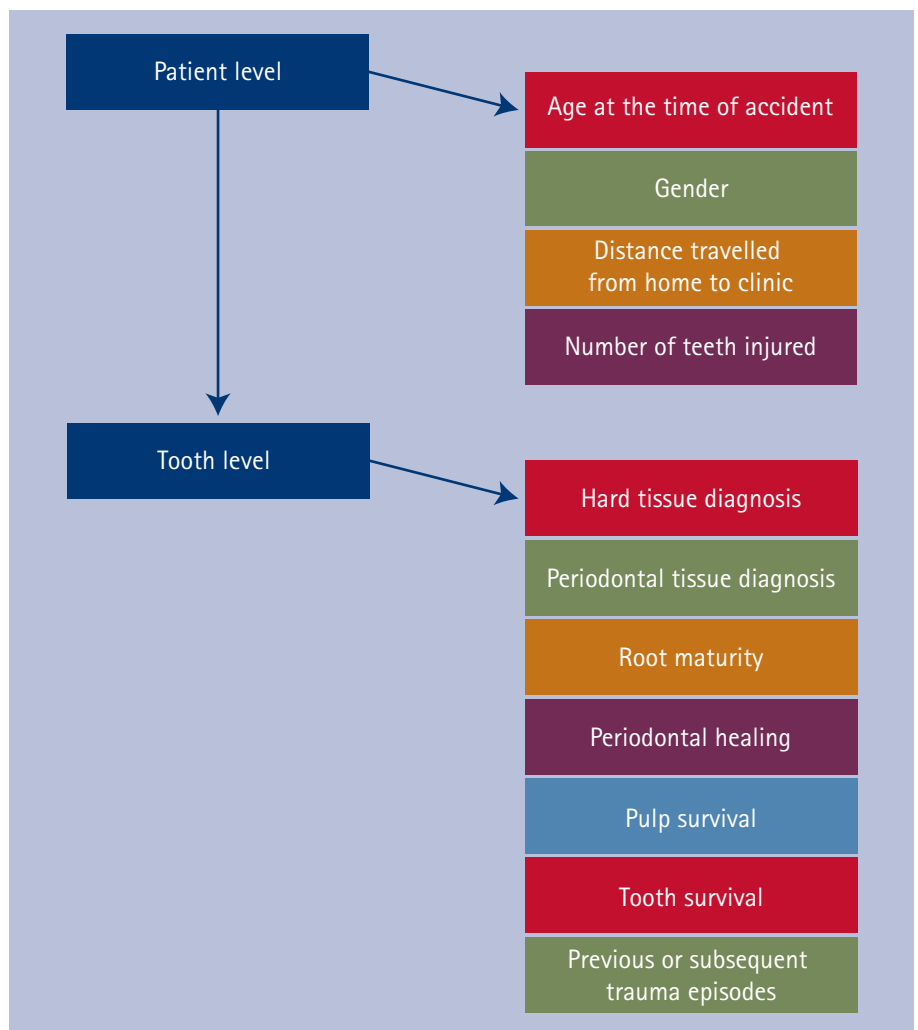 Patient level
Age at the time of accident
Gender
Distance travelled
from home to clinic
Number of teeth injured
Tooth level
Hard tissue diagnosis
Periodontal tissue diagnosis
Root maturity
Periodontal healing
Pulp survival
Tooth survival
Previous or subsequent
trauma episodes